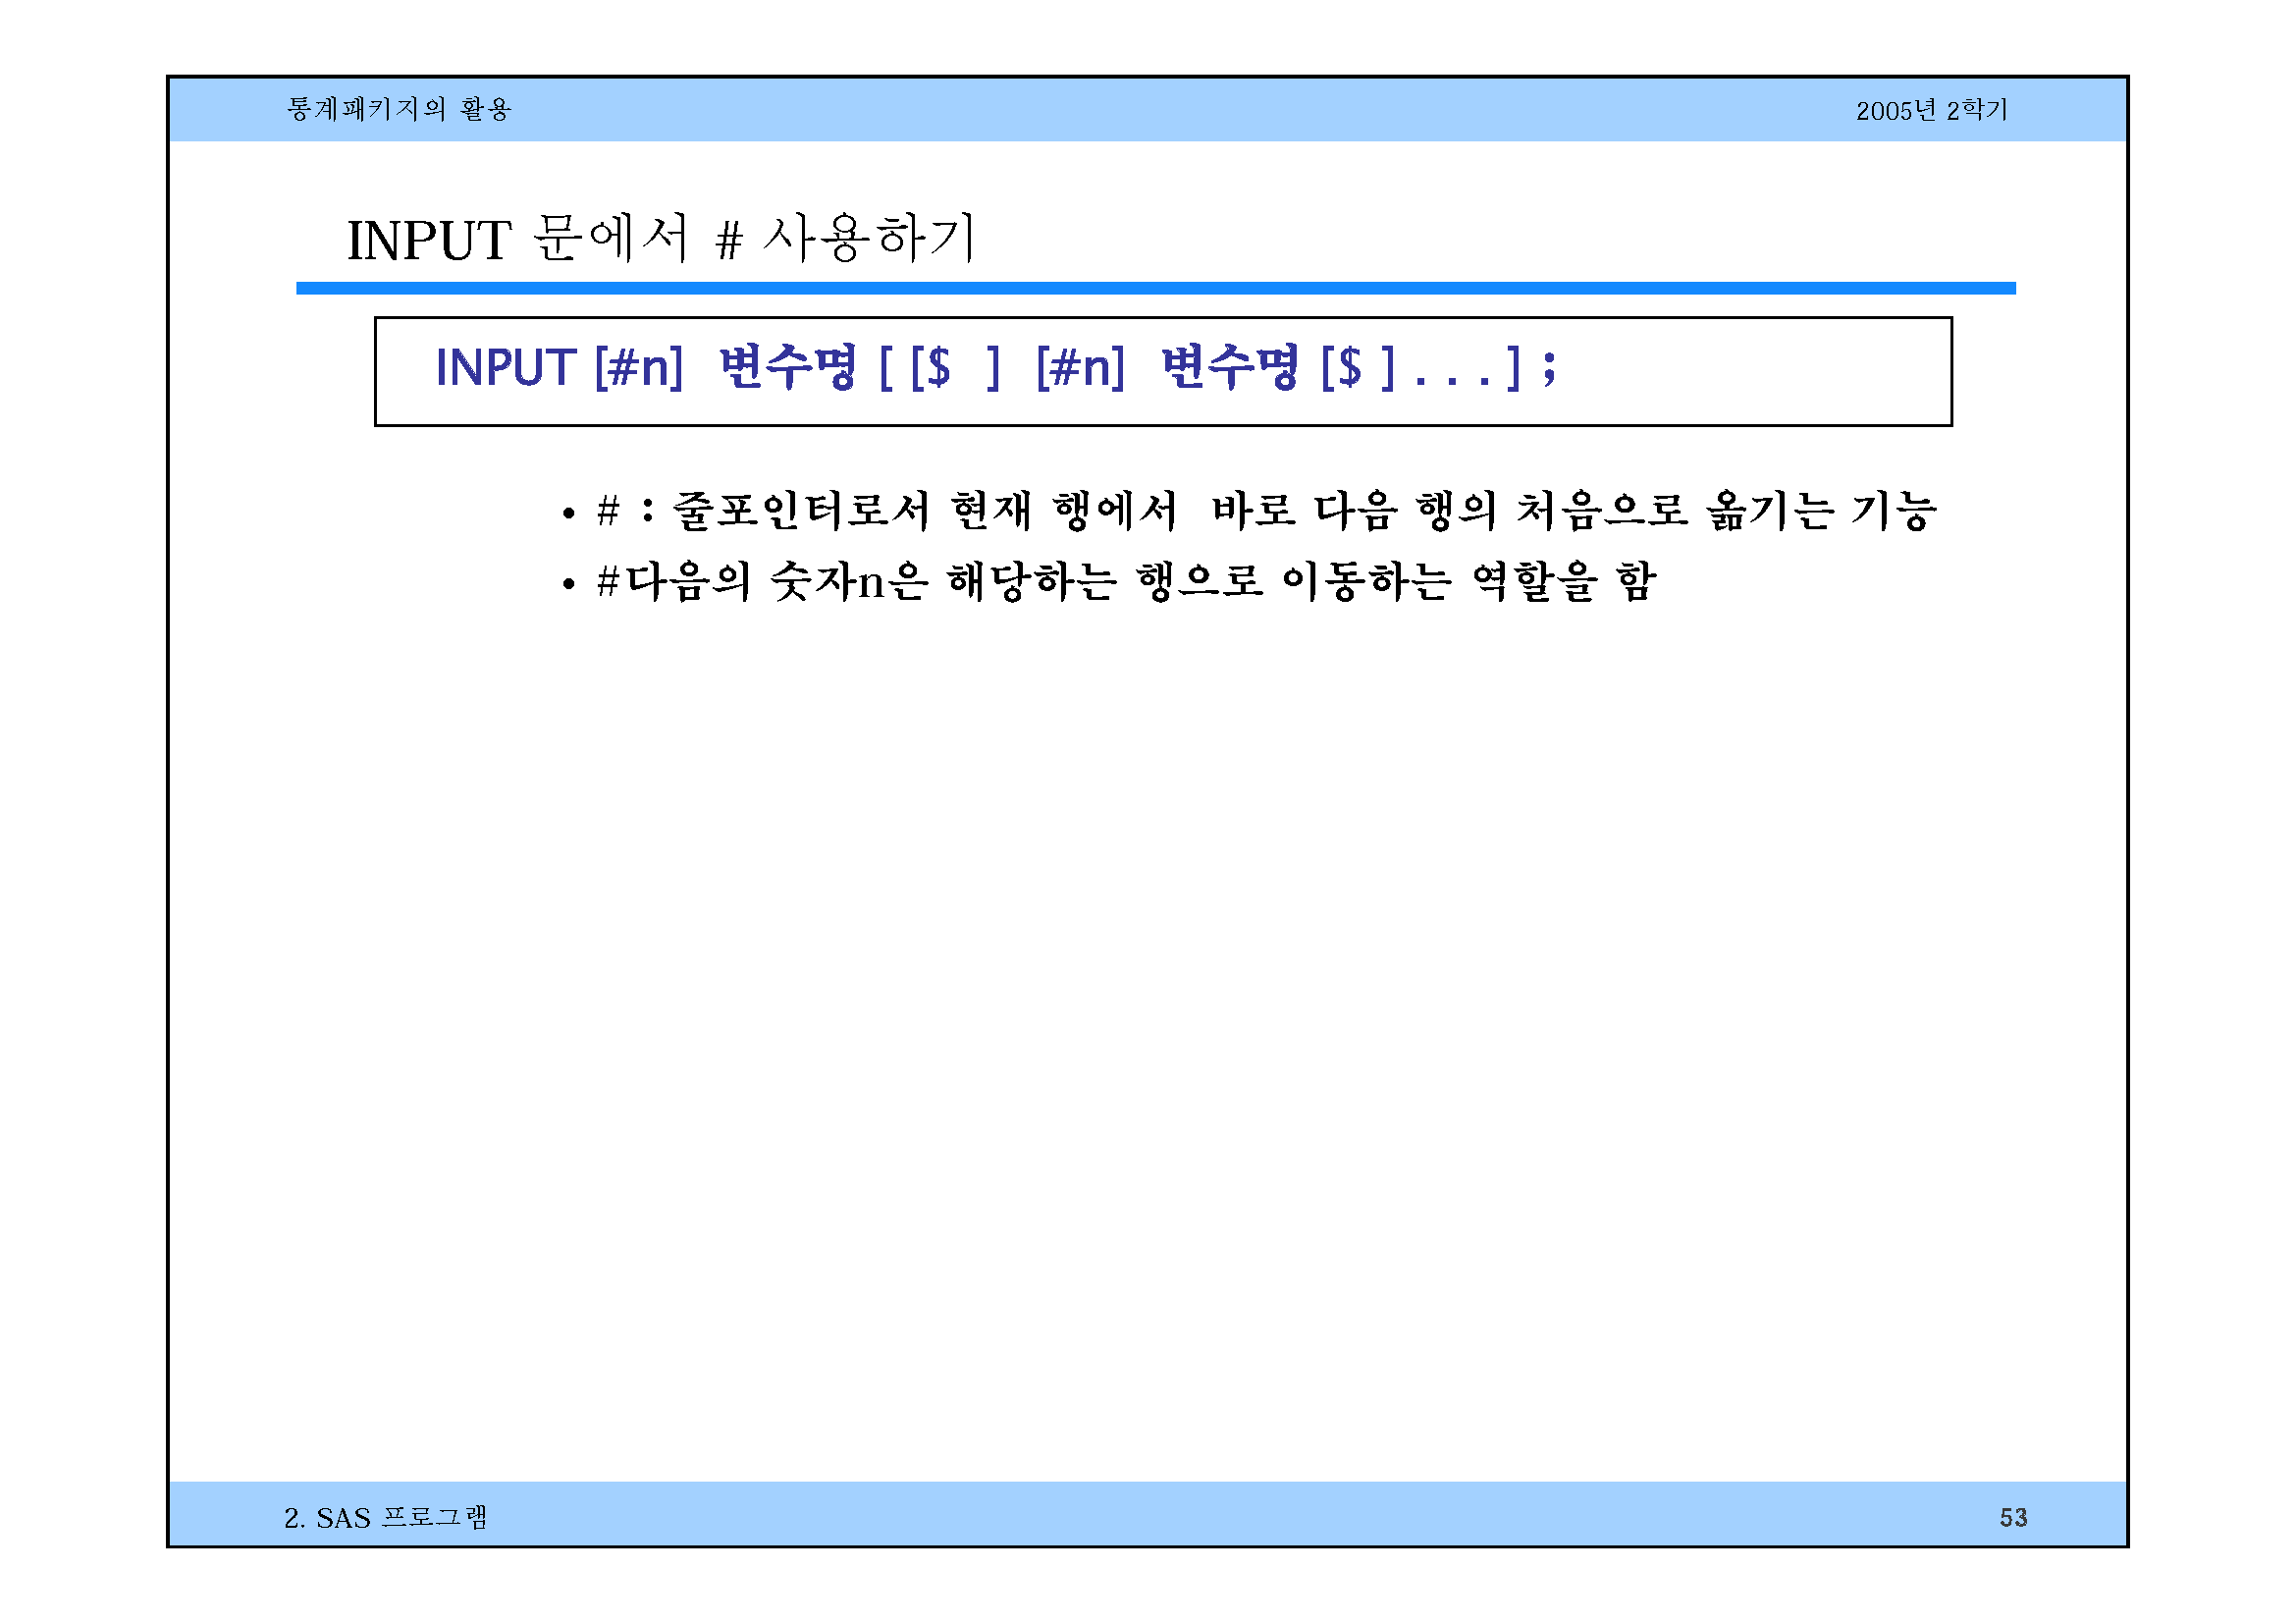 통계패키지의 활용
2005년 2학기
INPUT 문에서 # 사용하기
INPUT [#n] 변수명 [ [$ ] [#n] 변수명 [$ ] . . . ] ;
• # : 줄포인터로서 현재 행에서 바로 다음 행의 처음으로 옮기는 기능
• #다음의 숫자n은 해당하는 행으로 이동하는 역할을 함
2. SAS 프로그램
53